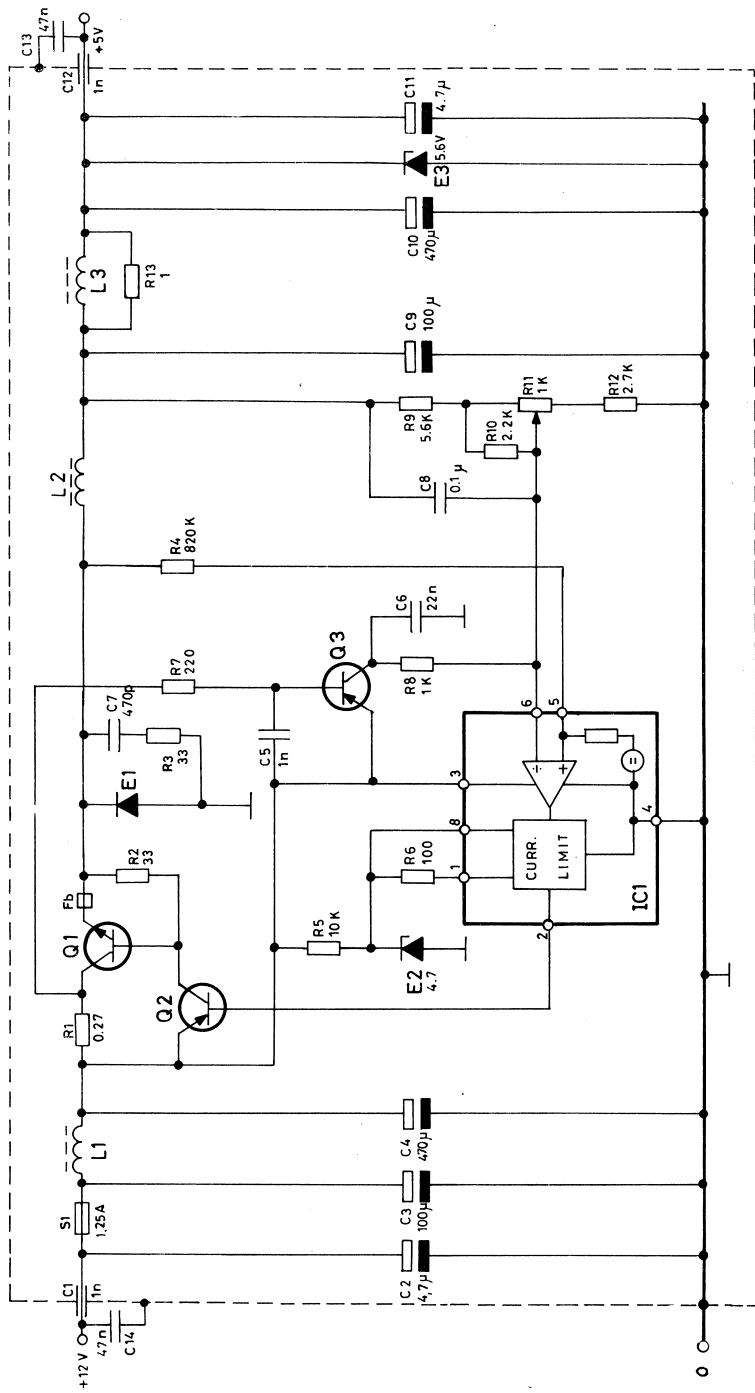 +12 V
C1
1n
47n
C14
S1
1,25A
C2
4,7µ
C3
100µ
L1
C4
470µ
R1
0.27
Q1
Fb
Q2
R2
33
E1
C7
470p
R3
33
R5
10K
E2
4.7
R6
100
C5
1n
R7
220
Q3
R4
820K
R8
1K
C6
22n
1
8
3
6
5
2
4
CURR.
LIMIT
÷
+
=
IC1
L2
C8
0.1µ
R9
5.6K
R10
2.2K
R11
1K
R12
2.7K
C9
100µ
L3
R13
1
C10
470µ
E3
5.6V
C11
4.7µ
C12
1n
C13
47n
+5V
0